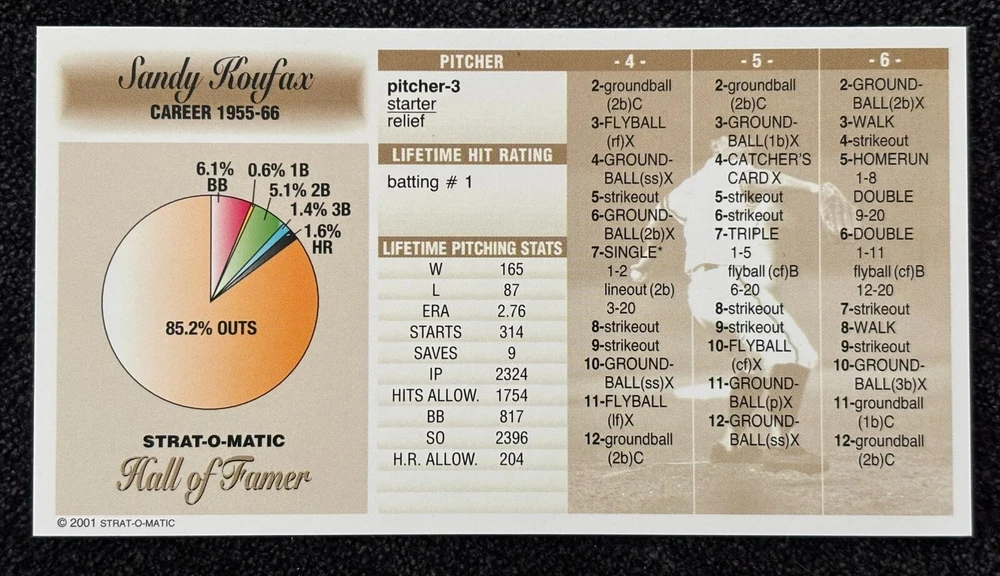 Sandy Koufax
CAREER 1955-66
6.1%
BB
0.6% 1B
5.1% 2B
1.4% 3B
1.6%
HR
85.2% OUTS
STRAT-O-MATIC
Hall of Famer
© 2001 STRAT-O-MATIC
PITCHER
pitcher-3
starter
relief
LIFETIME HIT RATING
batting # 1
LIFETIME PITCHING STATS
W 165
L 87
ERA 2.76
STARTS 314
SAVES 9
IP 2324
HITS ALLOW. 1754
BB 817
SO 2396
H.R. ALLOW. 204
- 4 -
2-groundball
(2b)C
3-FLYBALL
(rf)X
4-GROUND-
BALL(ss)X
5-strikeout
6-GROUND-
BALL(2b)X
7-SINGLE*
1-2
lineout (2b)
3-20
8-strikeout
9-strikeout
10-GROUND-
BALL(ss)X
11-FLYBALL
(lf)X
12-groundball
(2b)C
- 5 -
2-groundball
(2b)C
3-GROUND-
BALL(1b)X
4-CATCHER'S
CARD X
5-strikeout
6-strikeout
7-TRIPLE
1-5
flyball (cf)B
6-20
8-strikeout
9-strikeout
10-FLYBALL
(cf)X
11-GROUND-
BALL(p)X
12-GROUND-
BALL(ss)X
- 6 -
2-GROUND-
BALL(2b)X
3-WALK
4-strikeout
5-HOMERUN
1-8
DOUBLE
9-20
6-DOUBLE
1-11
flyball (cf)B
12-20
7-strikeout
8-WALK
9-strikeout
10-GROUND-
BALL(3b)X
11-groundball
(1b)C
12-groundball
(2b)C